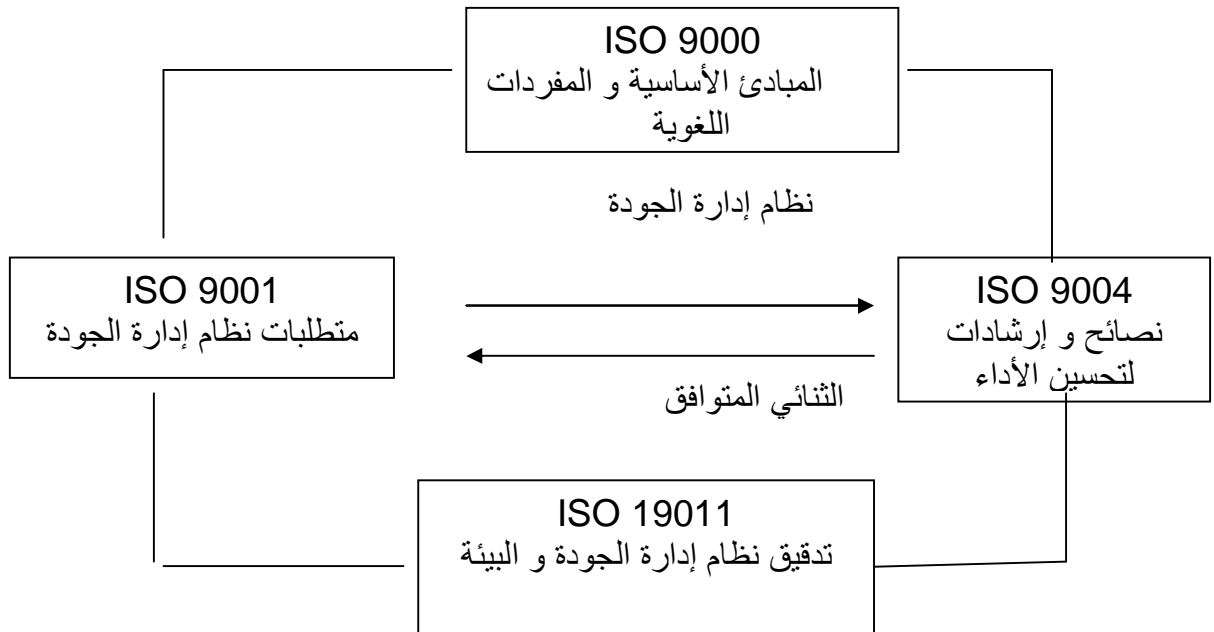 ISO 9000
المبادئ الأساسية و المفردات
اللغوية
نظام إدارة الجودة
ISO 9001
متطلبات نظام إدارة الجودة
ISO 9004
نصائح و إرشادات
لتحسين الأداء
الثنائي المتوافق
ISO 19011
تدقيق نظام إدارة الجودة و البيئة